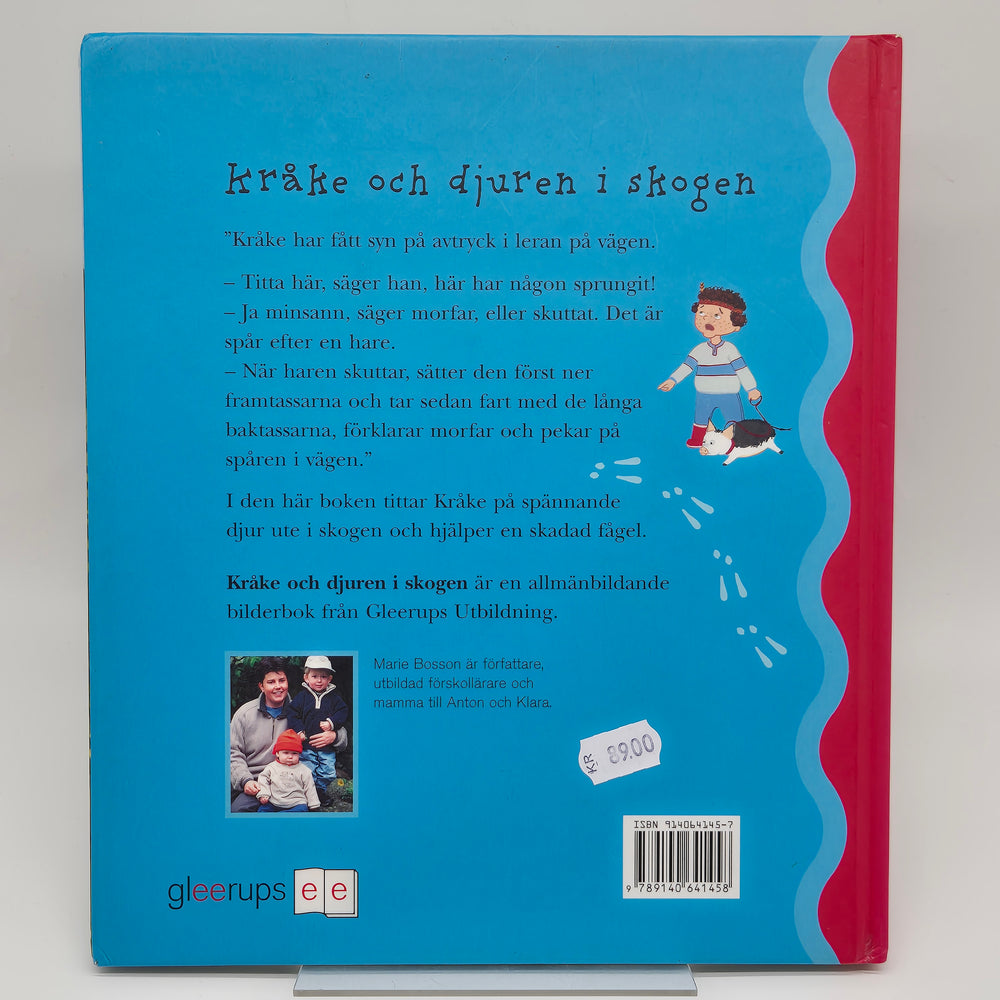 kråke och djuren i skogen
”Kråke har fått syn på avtryck i leran på vägen.
– Titta här, säger han, här har någon sprungit!
– Ja minsann, säger morfar, eller skuttat. Det är
spår efter en hare.
– När haren skuttar, sätter den först ner
framtassarna och tar sedan fart med de långa
baktassarna, förklarar morfar och pekar på
spåren i vägen.”
I den här boken tittar Kråke på spännande
djur ute i skogen och hjälper en skadad fågel.
Kråke och djuren i skogen är en allmänbildande
bilderbok från Gleerups Utbildning.
Marie Bosson är författare,
utbildad förskollärare och
mamma till Anton och Klara.
KR 89.00
ISBN 914064145-7
9 789140 641458
gleerups ee